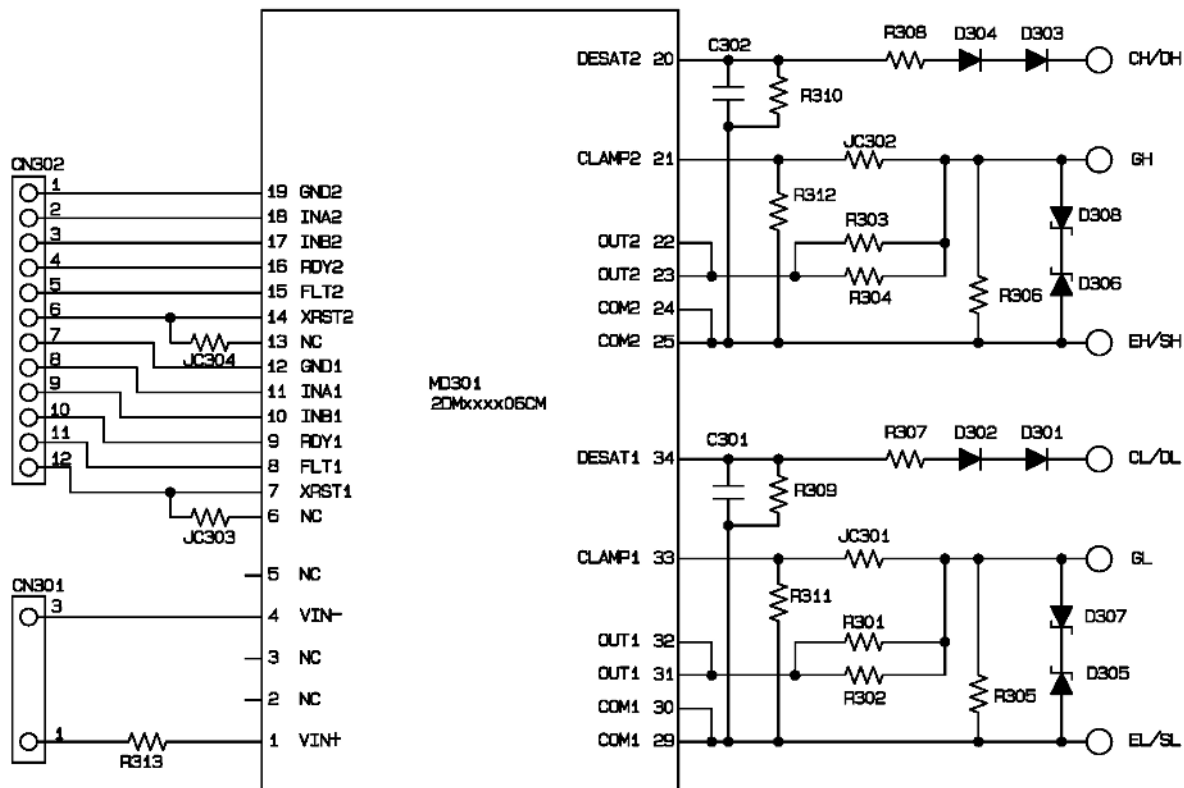 CN302
1 19 GND2
2 18 INA2
3 17 INB2
4 16 RDY2
5 15 FLT2
6 14 XRST2
7 13 NC
JC304
8 12 GND1
9 11 INA1
10 10 INB1
11 9 RDY1
12 8 FLT1
7 XRST1
6 NC
JC303
5 NC
CN301
3 4 VIN-
3 NC
2 NC
1 1 VIN+
R313
MD301
2DMxxxx06CM
DESAT2 20
C302
R310
R308
D304
D303
CH/DH
CLAMP2 21
JC302
GH
R312
R303
D308
OUT2 22
OUT2 23
R304
R306
D306
COM2 24
COM2 25
EH/SH
DESAT1 34
C301
R309
R307
D302
D301
CL/DL
CLAMP1 33
JC301
GL
R311
R301
D307
OUT1 32
OUT1 31
R302
R305
D305
COM1 30
COM1 29
EL/SL